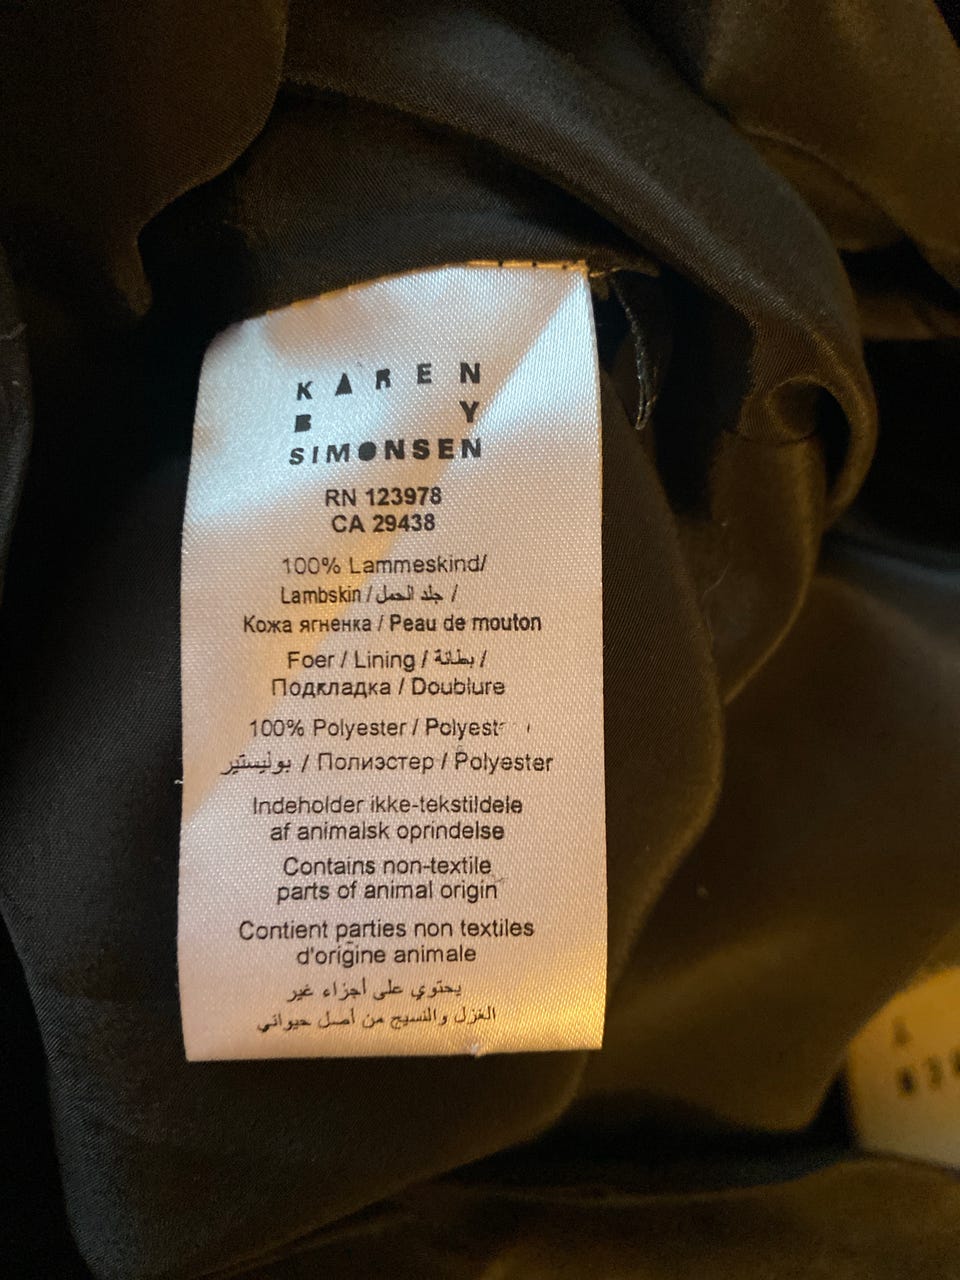 KAREN
BY
SIMONSEN
RN 123978
CA 29438
100% Lammeskind/
Lambskin / جلد الحمل /
Кожа ягненка / Peau de mouton
Foer / Lining / بطانة /
Подкладка / Doublure
100% Polyester /
بوليستير / Полиэстер / Polyester
Indeholder ikke-tekstildele
af animalsk oprindelse
Contains non-textile
parts of animal origin
Contient parties non textiles
d'origine animale
يحتوي على أجزاء غير
الغزل والنسيج من أصل حيواني